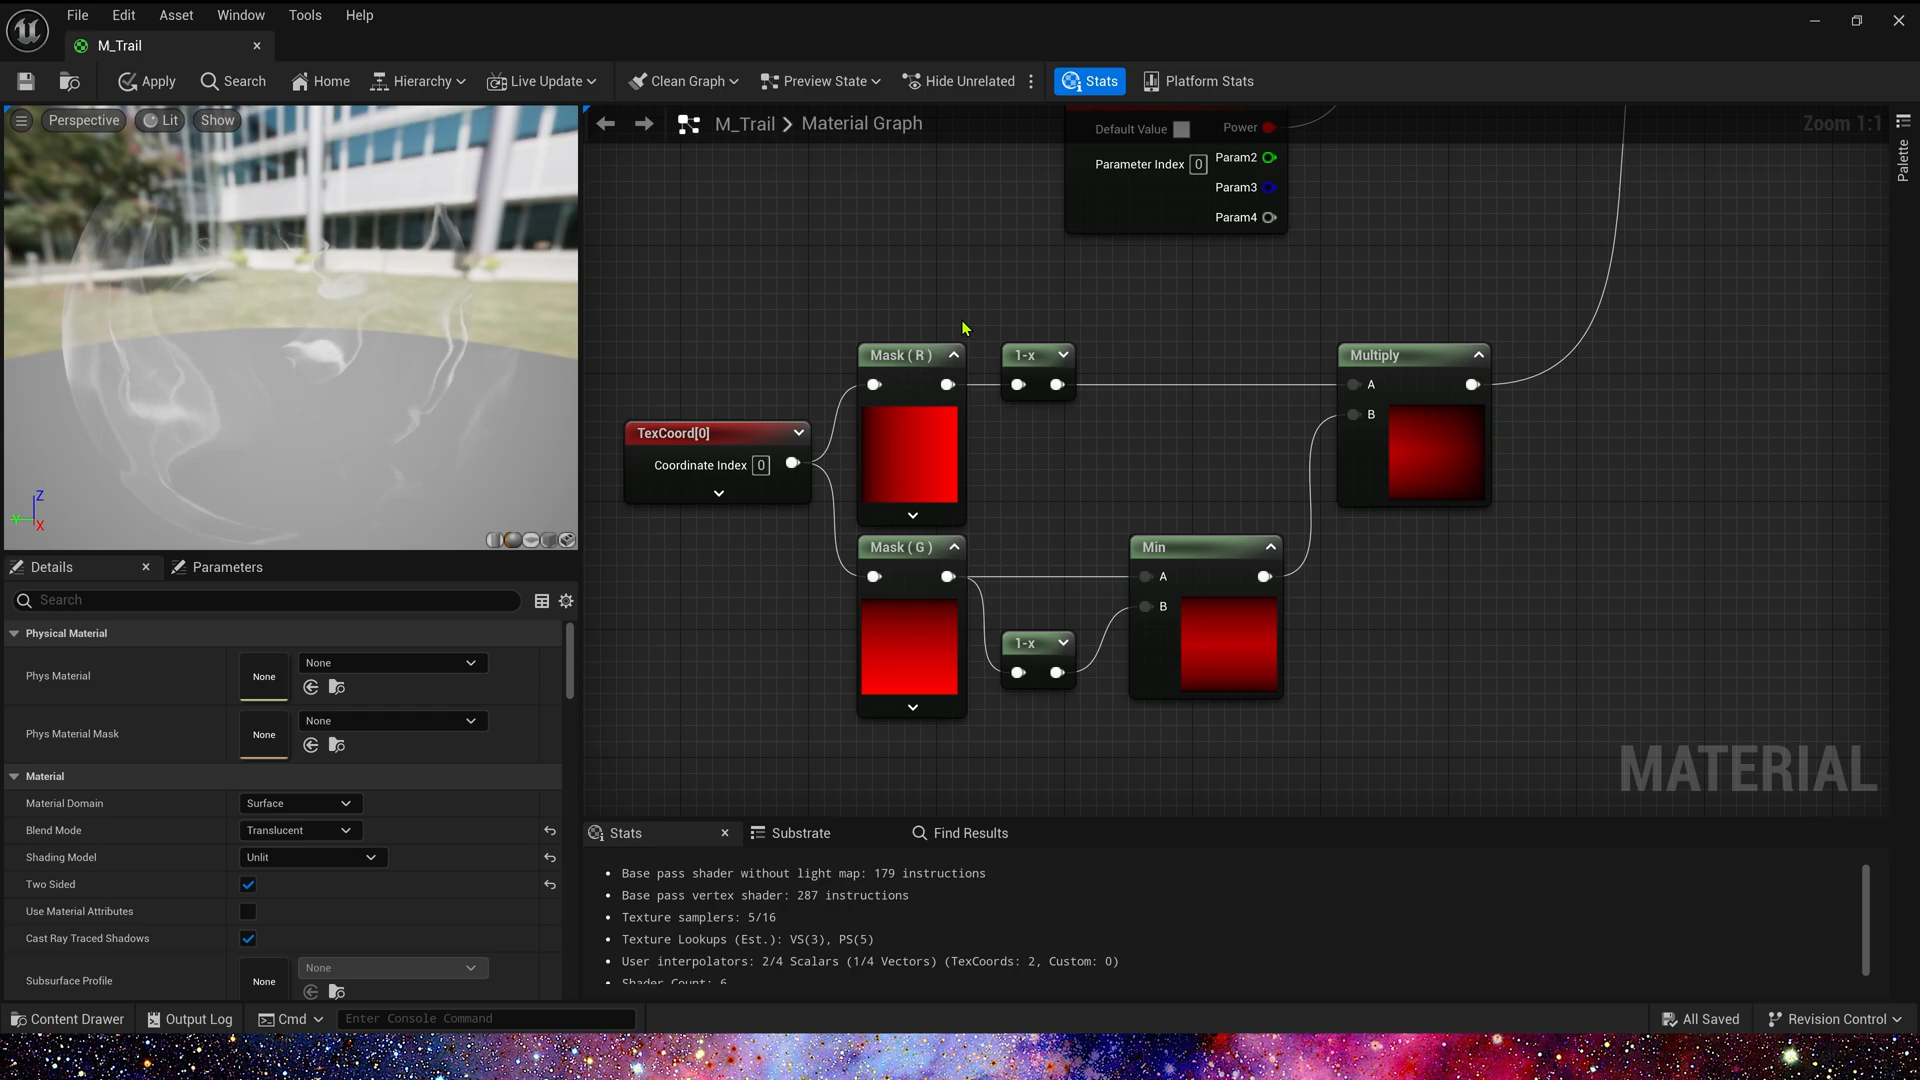 File Edit Asset Window Tools Help
M_Trail
Apply Search Home Hierarchy Live Update Clean Graph Preview State Hide Unrelated Stats Platform Stats
Perspective Lit Show
Z
Y
X
M_Trail Material Graph
Zoom 1:1
Palette
Default Value Power
Parameter Index 0 Param2
Param3
Param4
Mask ( R ) 1-x Multiply
A
B
TexCoord[0]
Coordinate Index 0
Mask ( G ) Min
A
B
1-x
MATERIAL
Details Parameters
Search
Physical Material
Phys Material None None
Phys Material Mask None None
Material
Material Domain Surface
Blend Mode Translucent
Shading Model Unlit
Two Sided
Use Material Attributes
Cast Ray Traced Shadows
Subsurface Profile None None
Stats Substrate Find Results
• Base pass shader without light map: 179 instructions
• Base pass vertex shader: 287 instructions
• Texture samplers: 5/16
• Texture Lookups (Est.): VS(3), PS(5)
• User interpolators: 2/4 Scalars (1/4 Vectors) (TexCoords: 2, Custom: 0)
• Shader Count: 6
Content Drawer Output Log Cmd Enter Console Command All Saved Revision Control